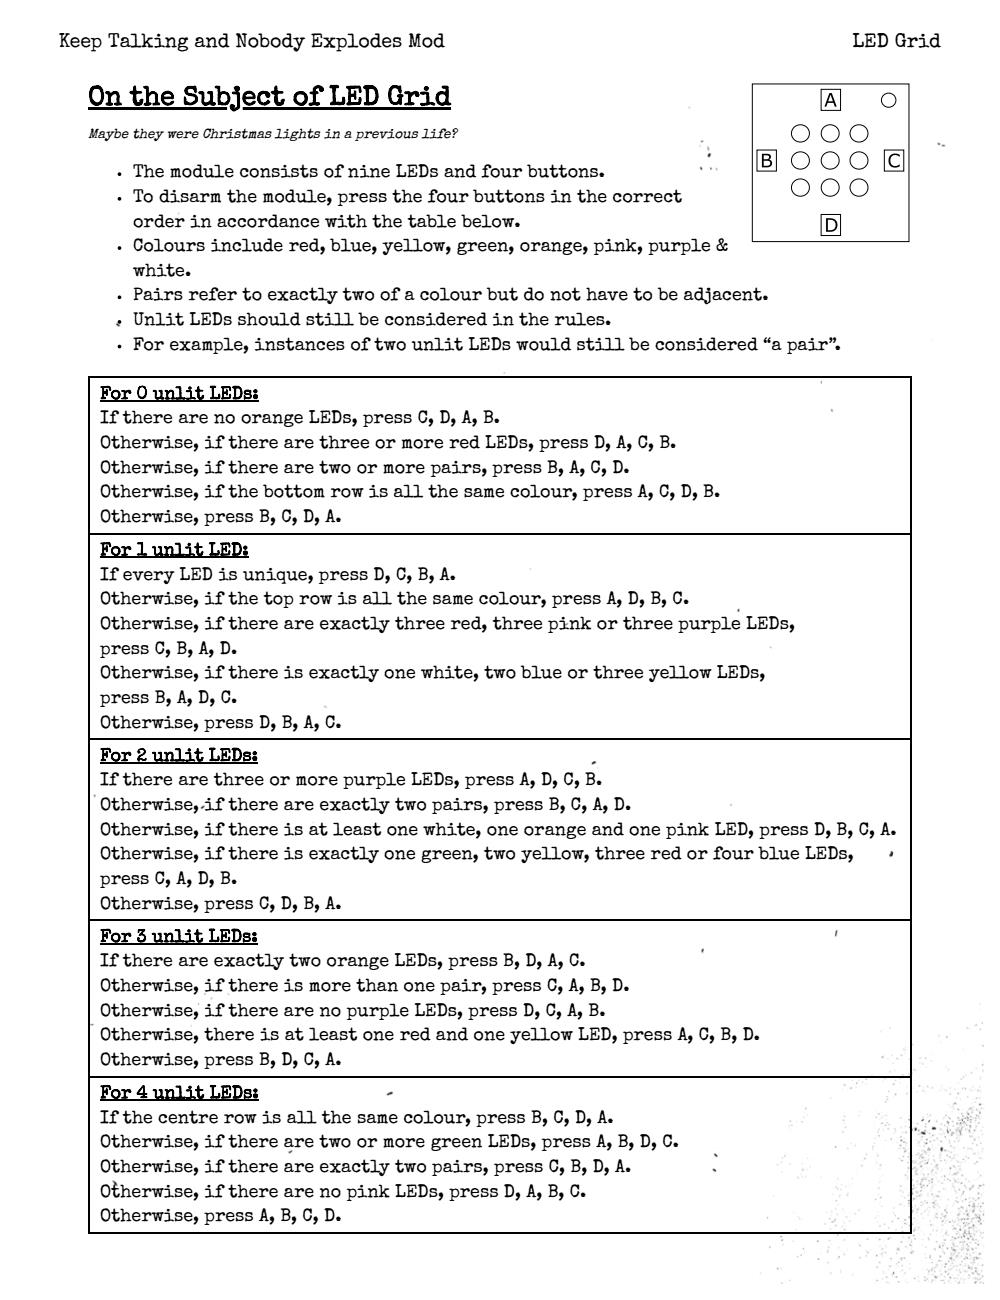 Keep Talking and Nobody Explodes Mod LED Grid
On the Subject of LED Grid
Maybe they were Christmas lights in a previous life?
A
B
C
D
• The module consists of nine LEDs and four buttons.
• To disarm the module, press the four buttons in the correct
order in accordance with the table below.
• Colours include red, blue, yellow, green, orange, pink, purple &
white.
• Pairs refer to exactly two of a colour but do not have to be adjacent.
• Unlit LEDs should still be considered in the rules.
• For example, instances of two unlit LEDs would still be considered “a pair”.
For 0 unlit LEDs:
If there are no orange LEDs, press C, D, A, B.
Otherwise, if there are three or more red LEDs, press D, A, C, B.
Otherwise, if there are two or more pairs, press B, A, C, D.
Otherwise, if the bottom row is all the same colour, press A, C, D, B.
Otherwise, press B, C, D, A.
For 1 unlit LED:
If every LED is unique, press D, C, B, A.
Otherwise, if the top row is all the same colour, press A, D, B, C.
Otherwise, if there are exactly three red, three pink or three purple LEDs,
press C, B, A, D.
Otherwise, if there is exactly one white, two blue or three yellow LEDs,
press B, A, D, C.
Otherwise, press D, B, A, C.
For 2 unlit LEDs:
If there are three or more purple LEDs, press A, D, C, B.
Otherwise, if there are exactly two pairs, press B, C, A, D.
Otherwise, if there is at least one white, one orange and one pink LED, press D, B, C, A.
Otherwise, if there is exactly one green, two yellow, three red or four blue LEDs,
press C, A, D, B.
Otherwise, press C, D, B, A.
For 3 unlit LEDs:
If there are exactly two orange LEDs, press B, D, A, C.
Otherwise, if there is more than one pair, press C, A, B, D.
Otherwise, if there are no purple LEDs, press D, C, A, B.
Otherwise, there is at least one red and one yellow LED, press A, C, B, D.
Otherwise, press B, D, C, A.
For 4 unlit LEDs:
If the centre row is all the same colour, press B, C, D, A.
Otherwise, if there are two or more green LEDs, press A, B, D, C.
Otherwise, if there are exactly two pairs, press C, B, D, A.
Otherwise, if there are no pink LEDs, press D, A, B, C.
Otherwise, press A, B, C, D.